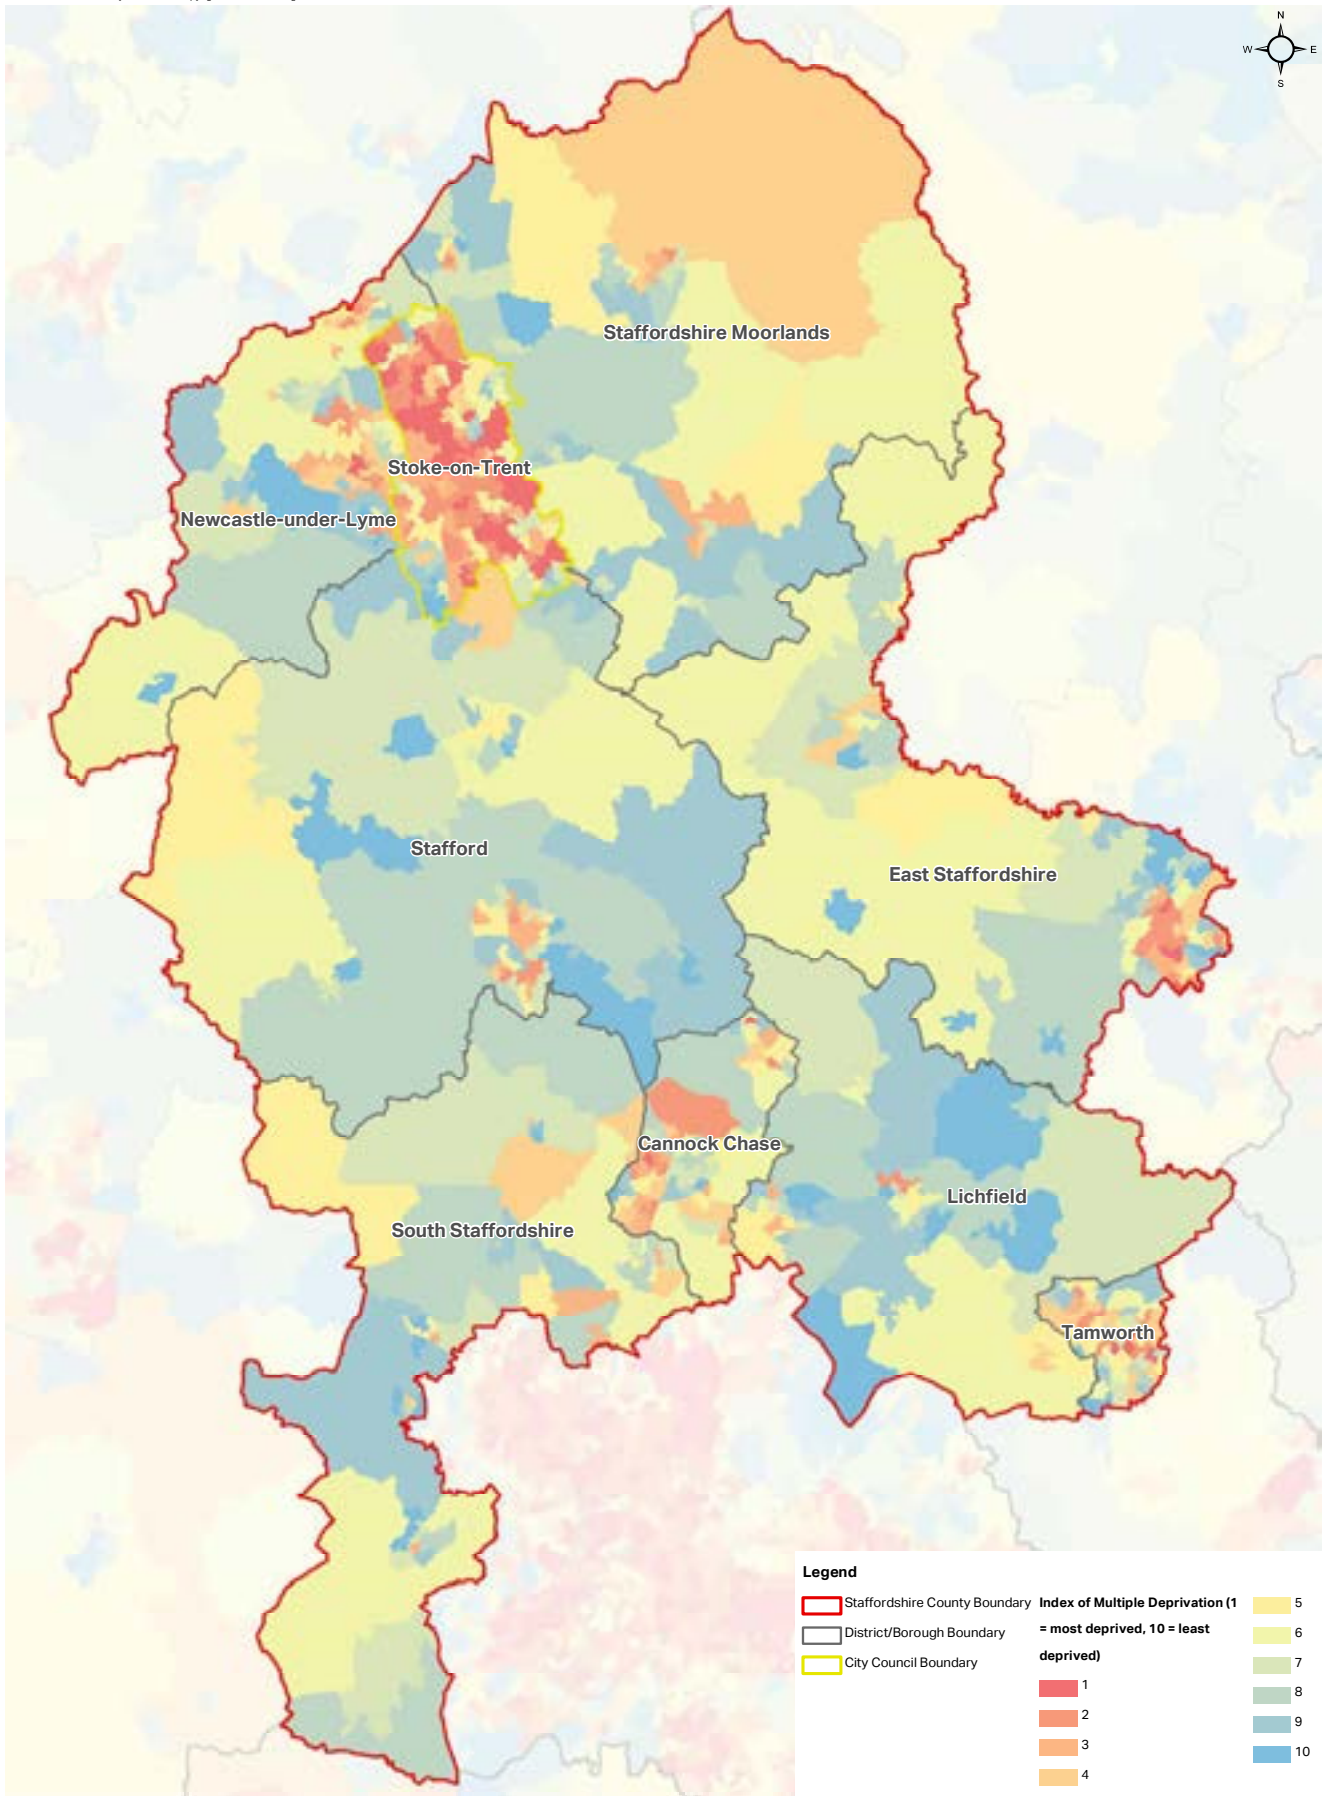 N
W E
S
Staffordshire Moorlands
Stoke-on-Trent
Newcastle-under-Lyme
Stafford
East Staffordshire
Cannock Chase
Lichfield
South Staffordshire
Tamworth
Legend
Staffordshire County Boundary
District/Borough Boundary
City Council Boundary
Index of Multiple Deprivation (1
= most deprived, 10 = least
deprived)
1
2
3
4
5
6
7
8
9
10